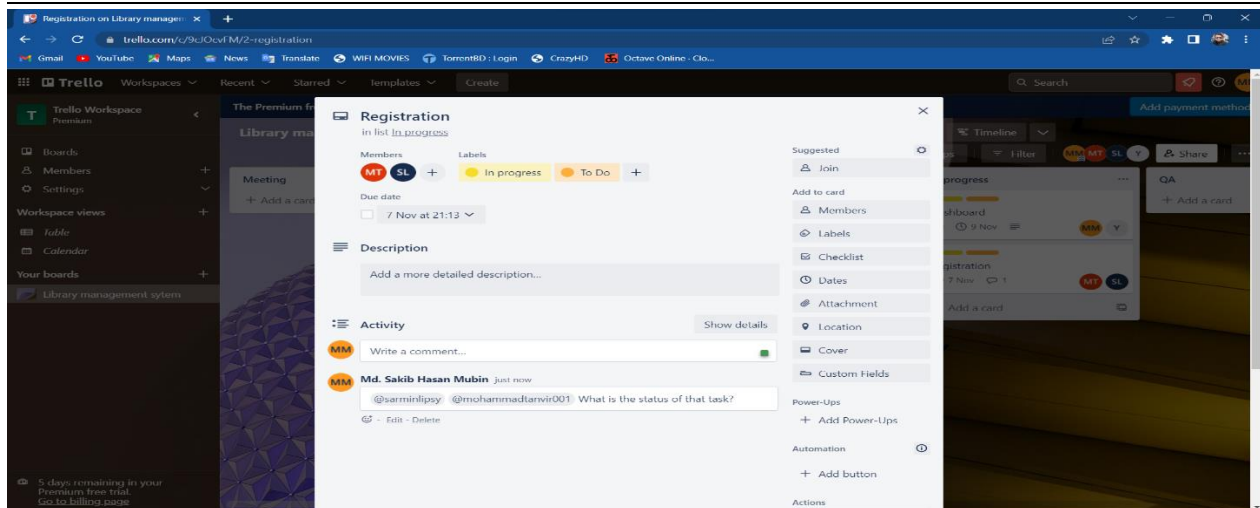 Registration on Library managem
trello.com/c/9cJOcvFM/2-registration
Gmail YouTube Maps News Translate WIFI MOVIES TorrentBD : Login CrazyHD Octave Online - Clo...
Trello Workspaces Recent Starred Templates Create Search
T Trello Workspace
Premium
The Premium fr
Add payment method
Library ma
Timeline
Boards
Members
Settings
Workspace views
Table
Calendar
Your boards
Library management sytem
5 days remaining in your
Premium free trial.
Go to billing page
Meeting
+ Add a card
Registration
in list In progress
Members Labels
MT SL + In progress To Do +
Due date
7 Nov at 21:13
Description
Add a more detailed description...
Activity Show details
MM Write a comment...
MM Md. Sakib Hasan Mubin just now
@sarminlipsy @mohammadtanvir001 What is the status of that task?
- Edit - Delete
Suggested
Join
Add to card
Members
Labels
Checklist
Dates
Attachment
Location
Cover
Custom Fields
Power-Ups
+ Add Power-Ups
Automation
+ Add button
Actions
Filter MM MT SL Y Share
progress
shboard
9 Nov MM Y
gistration
7 Nov 1 MT SL
Add a card
QA
+ Add a card